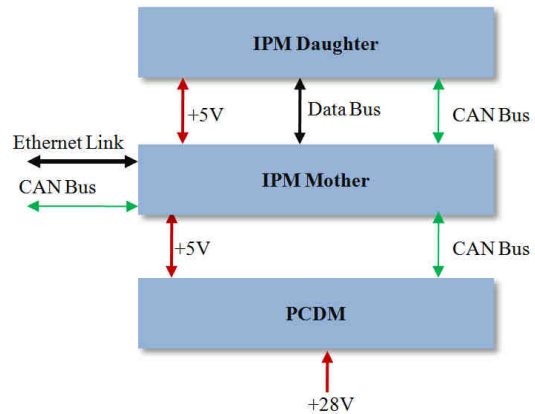 IPM Daughter
+5V
Data Bus
CAN Bus
Ethernet Link
CAN Bus
IPM Mother
+5V
CAN Bus
PCDM
+28V